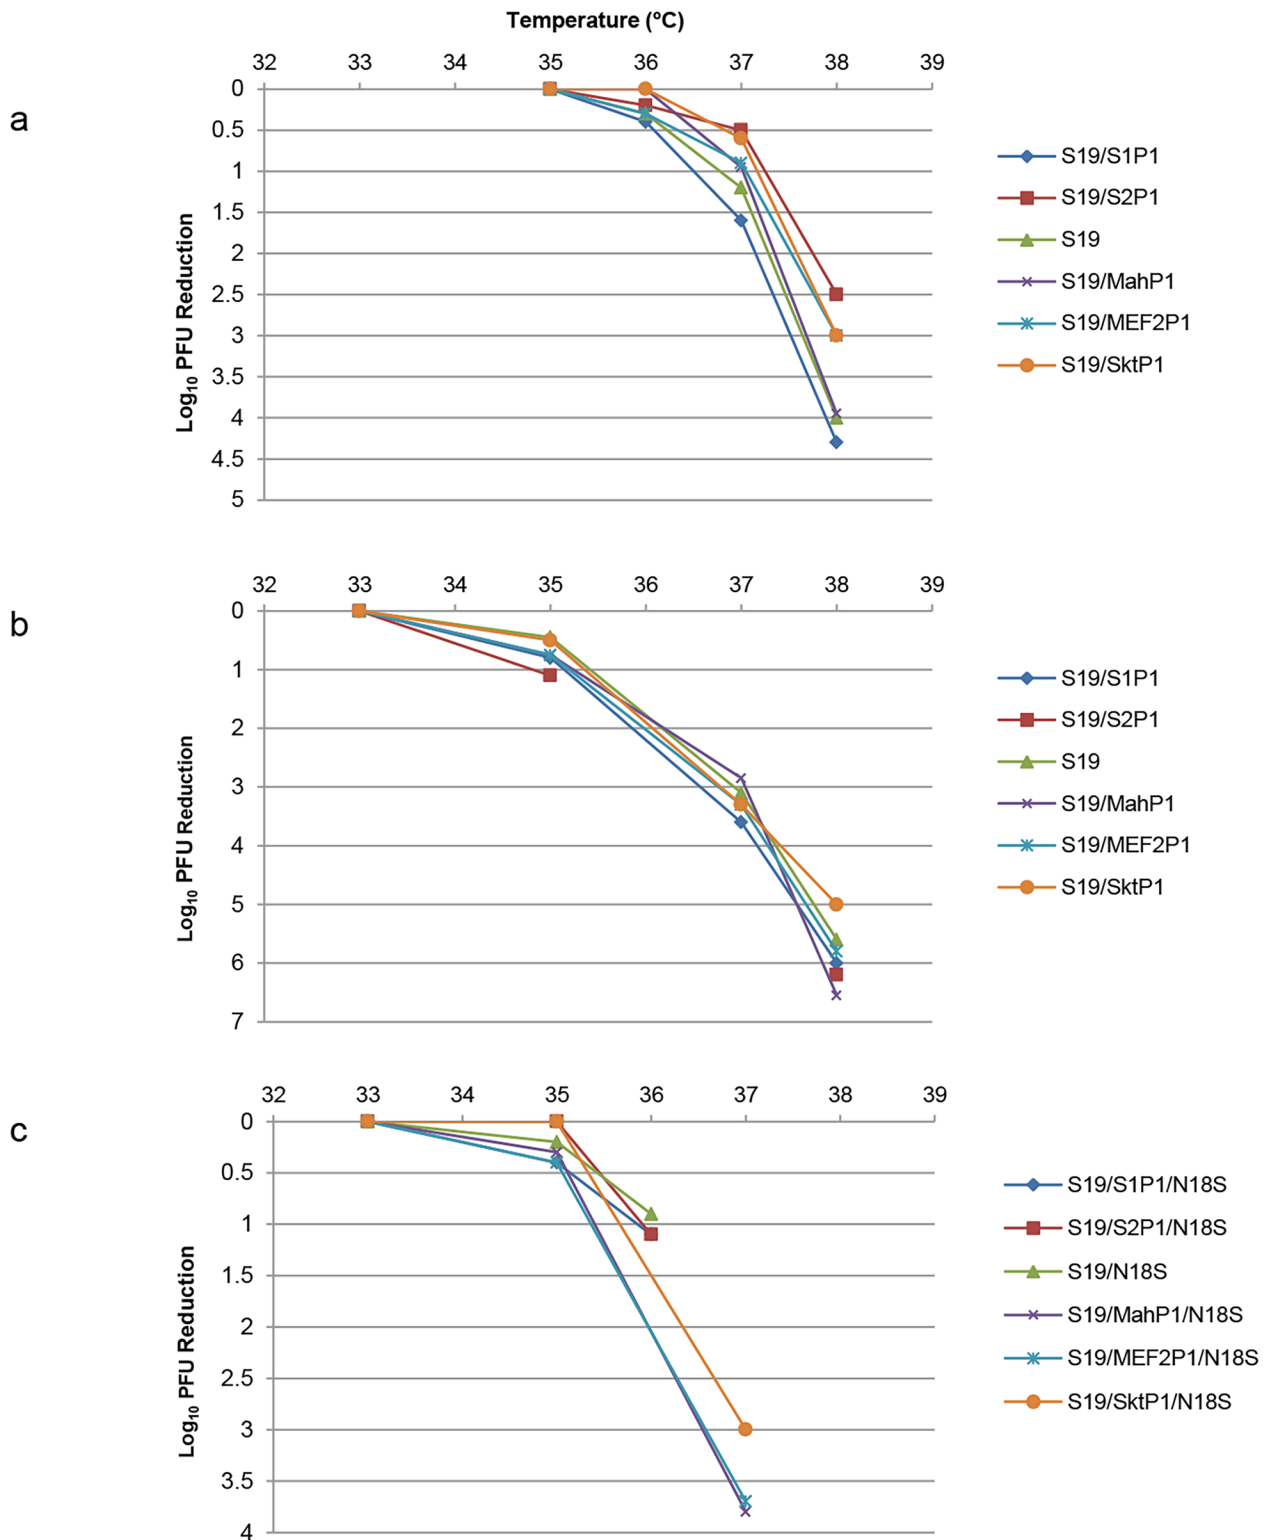 Temperature (°C)
32 33 34 35 36 37 38 39
a
0
0.5
1
1.5
2
2.5
3
3.5
4
4.5
5
Log10 PFU Reduction
S19/S1P1
S19/S2P1
S19
S19/MahP1
S19/MEF2P1
S19/SktP1
32 33 34 35 36 37 38 39
b
0
1
2
3
4
5
6
7
Log10 PFU Reduction
S19/S1P1
S19/S2P1
S19
S19/MahP1
S19/MEF2P1
S19/SktP1
32 33 34 35 36 37 38 39
c
0
0.5
1
1.5
2
2.5
3
3.5
4
Log10 PFU Reduction
S19/S1P1/N18S
S19/S2P1/N18S
S19/N18S
S19/MahP1/N18S
S19/MEF2P1/N18S
S19/SktP1/N18S